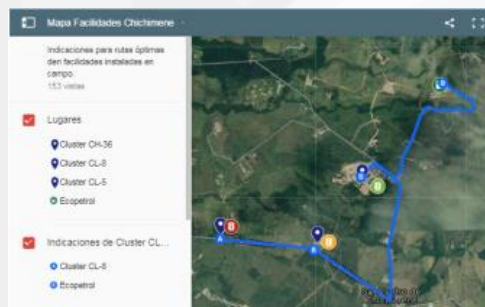 Mapa Facilidades Chichimene
Indicaciones para rutas óptimas
den facilidades instaladas en
campo.
153 vistas
Lugares
Cluster CH-36
Cluster CL-8
Cluster CL-5
Ecopetrol
Indicaciones de Cluster CL...
Cluster CL-8
Ecopetrol
A
B
B
B